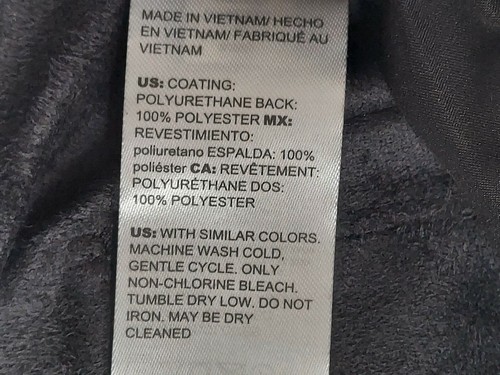 MADE IN VIETNAM/ HECHO
EN VIETNAM/ FABRIQUÉ AU
VIETNAM
US: COATING:
POLYURETHANE BACK:
100% POLYESTER MX:
REVESTIMIENTO:
poliuretano ESPALDA: 100%
poliéster CA: REVÊTEMENT:
POLYURÉTHANE DOS:
100% POLYESTER
US: WITH SIMILAR COLORS.
MACHINE WASH COLD,
GENTLE CYCLE. ONLY
NON-CHLORINE BLEACH.
TUMBLE DRY LOW. DO NOT
IRON. MAY BE DRY
CLEANED